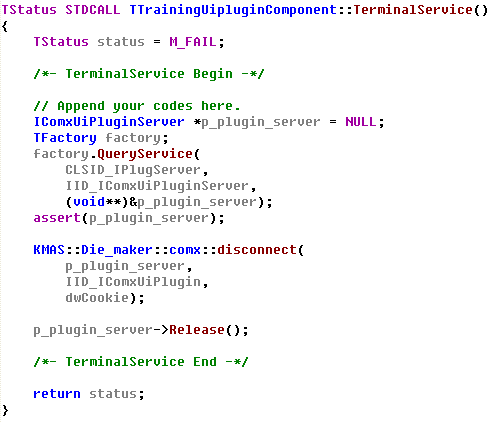 TStatus STDCALL TTrainingUipluginComponent::TerminalService()
{
    TStatus status = M_FAIL;

    /*- TerminalService Begin -*/

    // Append your codes here.
    IComxUiPluginServer *p_plugin_server = NULL;
    TFactory factory;
    factory.QueryService(
        CLSID_IPlugServer,
        IID_IComxUiPluginServer,
        (void**)&p_plugin_server);
    assert(p_plugin_server);

    KMAS::Die_maker::comx::disconnect(
        p_plugin_server,
        IID_IComxUiPlugin,
        dwCookie);

    p_plugin_server->Release();

    /*- TerminalService End -*/

    return status;
}